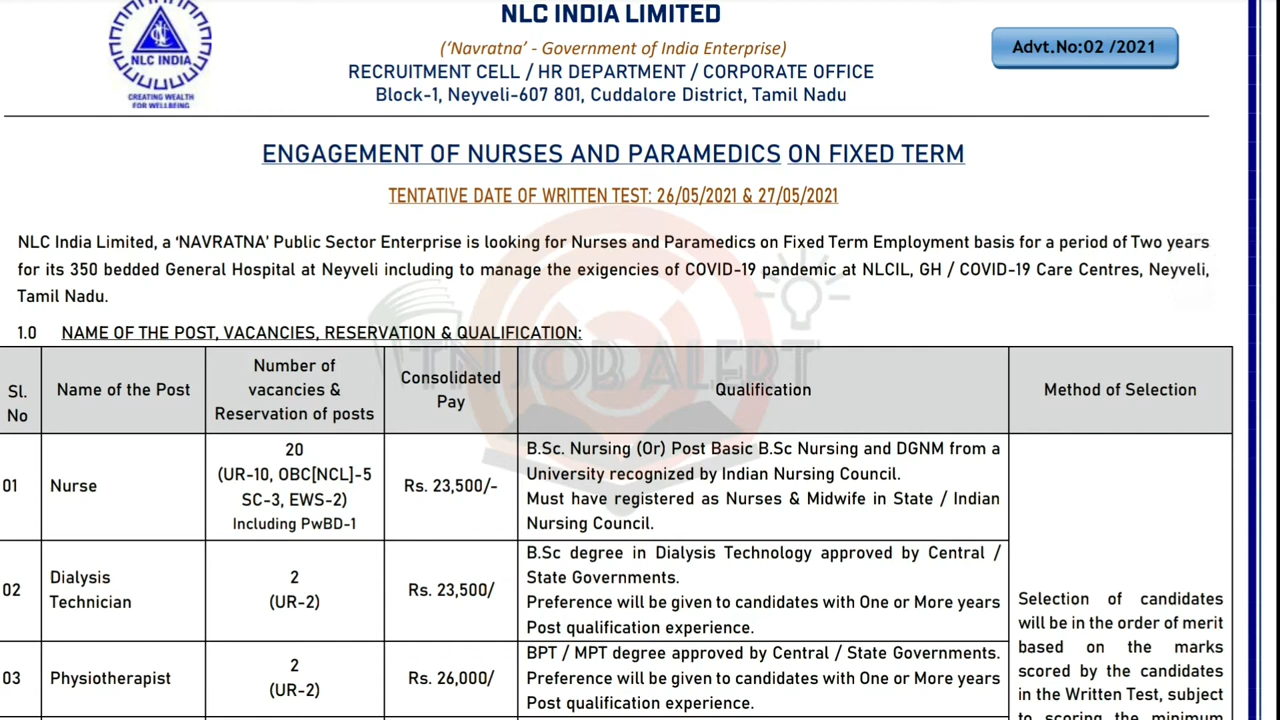 NLC INDIA
CREATING WEALTH
FOR WELLBEING
NLC INDIA LIMITED
('Navratna' - Government of India Enterprise)
RECRUITMENT CELL / HR DEPARTMENT / CORPORATE OFFICE
Block-1, Neyveli-607 801, Cuddalore District, Tamil Nadu
Advt.No:02 /2021
ENGAGEMENT OF NURSES AND PARAMEDICS ON FIXED TERM
TENTATIVE DATE OF WRITTEN TEST: 26/05/2021 & 27/05/2021
NLC India Limited, a 'NAVRATNA' Public Sector Enterprise is looking for Nurses and Paramedics on Fixed Term Employment basis for a period of Two years
for its 350 bedded General Hospital at Neyveli including to manage the exigencies of COVID-19 pandemic at NLCIL, GH / COVID-19 Care Centres, Neyveli,
Tamil Nadu.
1.0 NAME OF THE POST, VACANCIES, RESERVATION & QUALIFICATION:
TN JOB ALERT
Sl.
No
Name of the Post
Number of
vacancies &
Reservation of posts
Consolidated
Pay
Qualification
Method of Selection
01
Nurse
20
(UR-10, OBC[NCL]-5
SC-3, EWS-2)
Including PwBD-1
Rs. 23,500/-
B.Sc. Nursing (Or) Post Basic B.Sc Nursing and DGNM from a
University recognized by Indian Nursing Council.
Must have registered as Nurses & Midwife in State / Indian
Nursing Council.
02
Dialysis
Technician
2
(UR-2)
Rs. 23,500/
B.Sc degree in Dialysis Technology approved by Central /
State Governments.
Preference will be given to candidates with One or More years
Post qualification experience.
03
Physiotherapist
2
(UR-2)
Rs. 26,000/
BPT / MPT degree approved by Central / State Governments.
Preference will be given to candidates with One or More years
Post qualification experience.
Selection of candidates
will be in the order of merit
based on the marks
scored by the candidates
in the Written Test, subject
to scoring the minimum